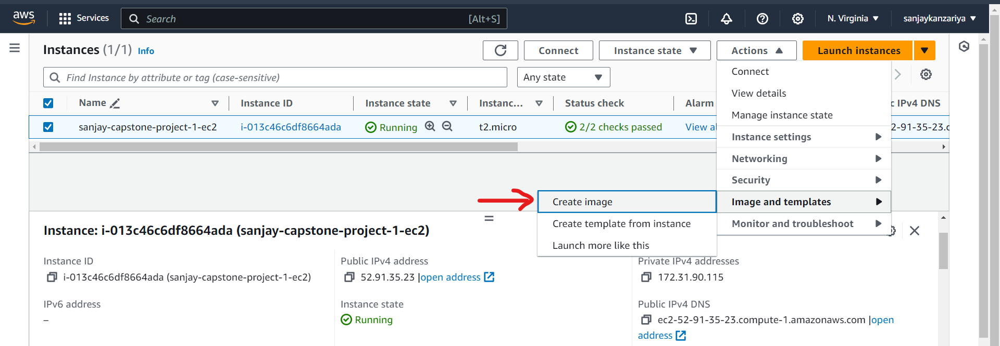 aws Services Search [Alt+S] N. Virginia sanjaykanzariya
Instances (1/1) Info Connect Instance state Actions Launch instances
Find Instance by attribute or tag (case-sensitive) Any state
Connect
View details
Manage instance state
Instance settings
Networking
Security
Image and templates
Monitor and troubleshoot
Name Instance ID Instance state Instanc... Status check Alarm c IPv4 DNS
sanjay-capstone-project-1-ec2 i-013c46c6df8664ada Running t2.micro 2/2 checks passed View al 2-91-35-23.c
Create image
Create template from instance
Launch more like this
Instance: i-013c46c6df8664ada (sanjay-capstone-project-1-ec2)
Instance ID
i-013c46c6df8664ada (sanjay-capstone-project-1-ec2)
Public IPv4 address
52.91.35.23 |open address
Private IPv4 addresses
172.31.90.115
IPv6 address
–
Instance state
Running
Public IPv4 DNS
ec2-52-91-35-23.compute-1.amazonaws.com |open
address